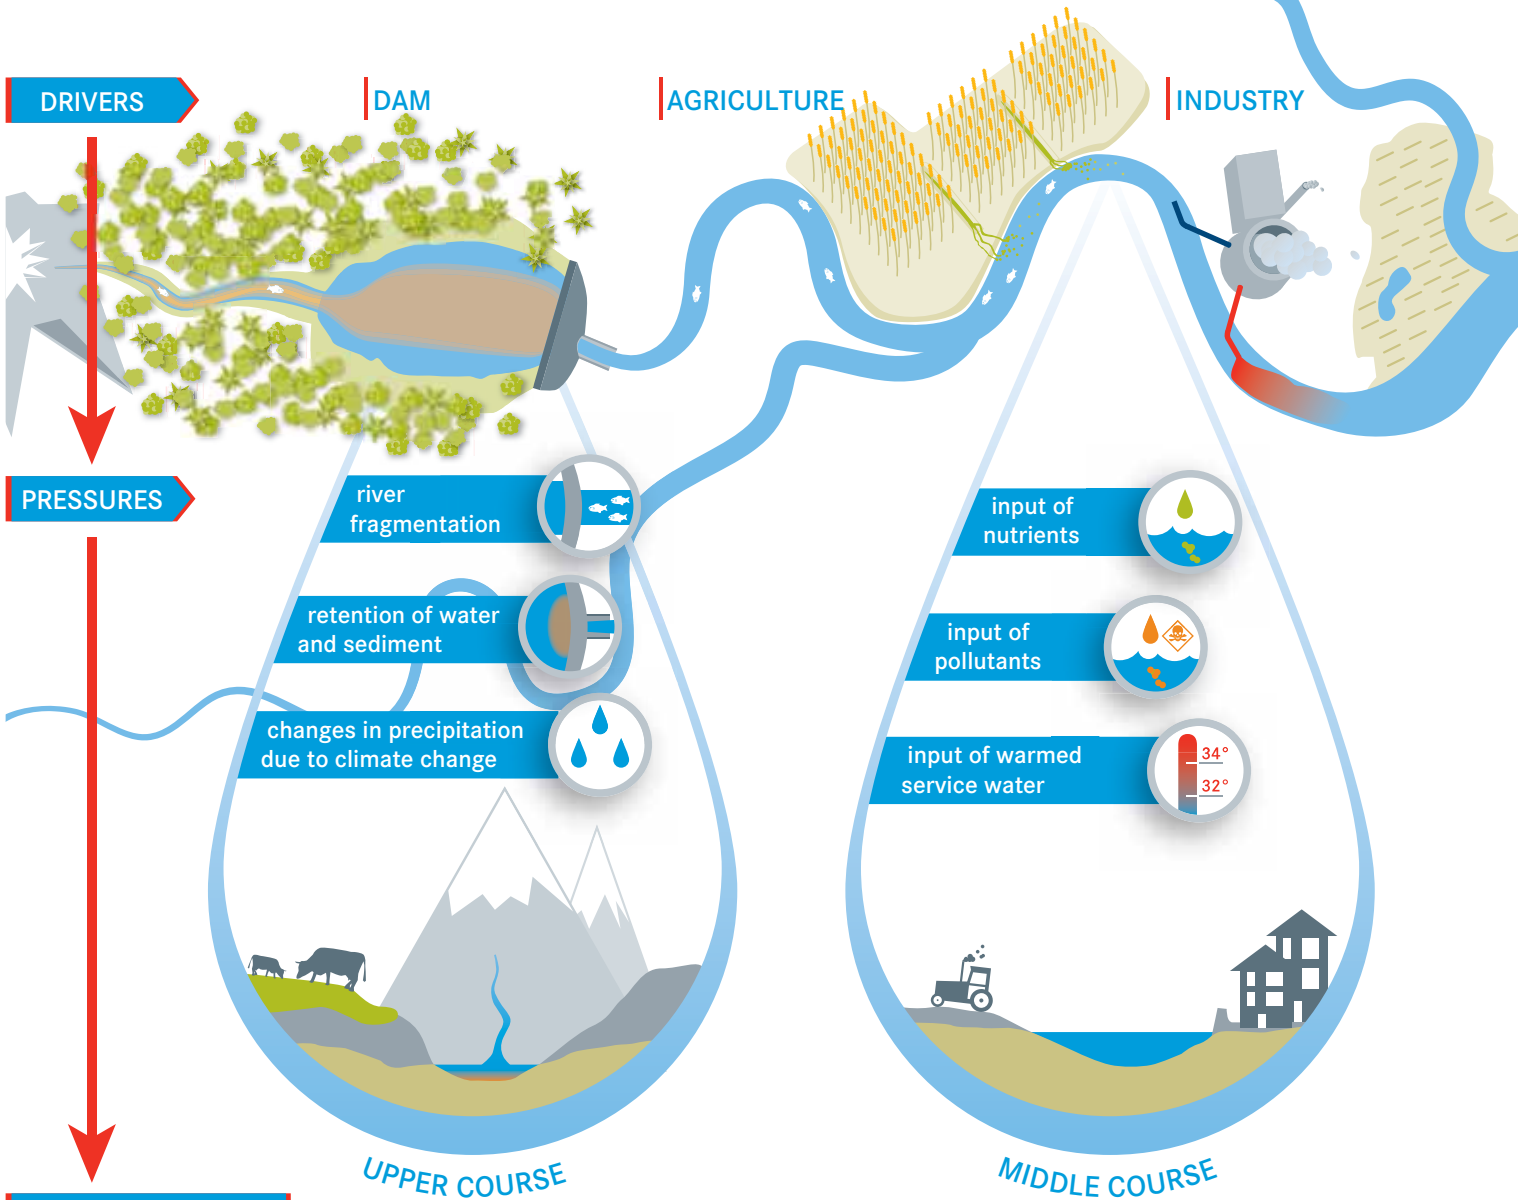 DRIVERS
DAM
AGRICULTURE
INDUSTRY
PRESSURES
river
fragmentation
retention of water
and sediment
changes in precipitation
due to climate change
input of
nutrients
input of
pollutants
input of warmed
service water
34°
32°
UPPER COURSE
MIDDLE COURSE